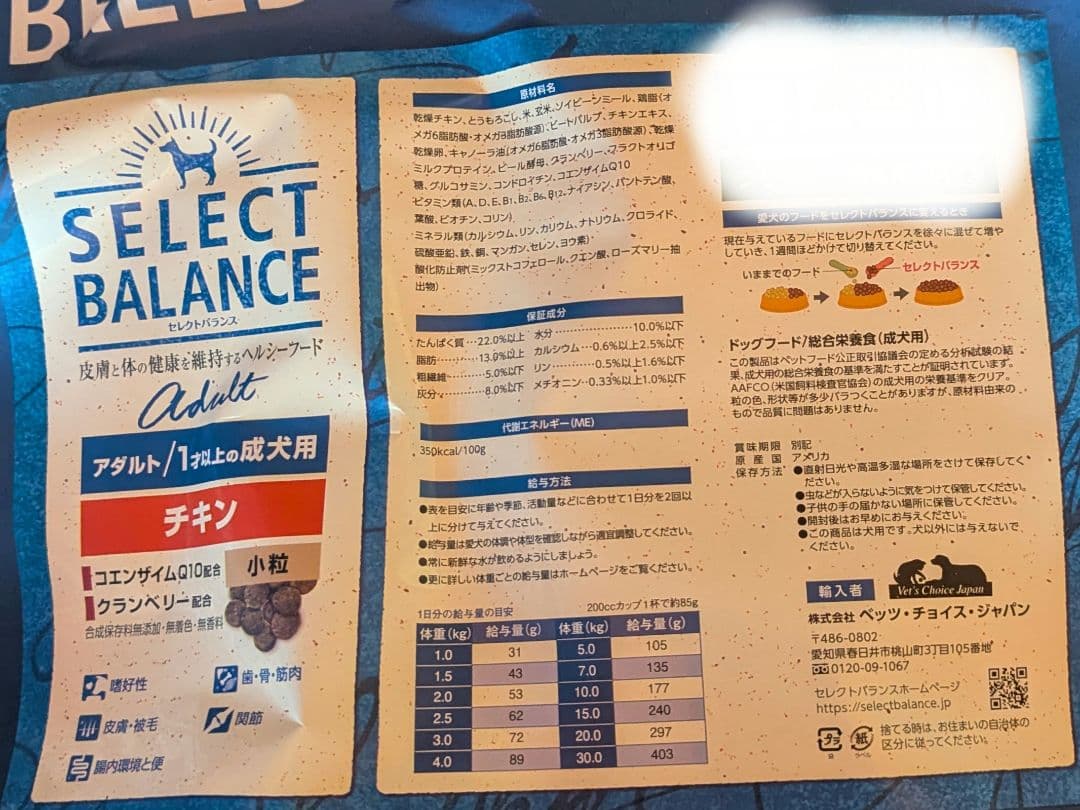 SELECT
BALANCE
セレクトバランス
皮膚と体の健康を維持するヘルシーフード
adult
アダルト/1才以上の成犬用
チキン
コエンザイムQ10配合
クランベリー配合
小粒
合成保存料無添加・無着色・無香料
嗜好性
歯・骨・筋肉
皮膚・被毛
関節
腸内環境と便
原材料名
乾燥チキン、とうもろこし、米、玄米、ソイビーンミール、鶏脂(オ
メガ6脂肪酸・オメガ3脂肪酸源)、ビートパルプ、チキンエキス、
乾燥卵、キャノーラ油(オメガ6脂肪酸・オメガ3脂肪酸源)、乾燥
ミルクプロテイン、ビール酵母、クランベリー、マラクトオリゴ
糖、グルコサミン、コンドロイチン、コエンザイムQ10
ビタミン類(A、D、E、B1、B2、B6、B12、ナイアシン、パントテン酸、
葉酸、ビオチン、コリン)
ミネラル類(カルシウム、リン、カリウム、ナトリウム、クロライド、
硫酸亜鉛、鉄、銅、マンガン、セレン、ヨウ素)
酸化防止剤(ミックストコフェロール、クエン酸、ローズマリー抽
出物)
保証成分
たんぱく質…22.0%以上 水分…………10.0%以下
脂肪…………13.0%以上 カルシウム…0.6%以上2.5%以下
粗繊維………5.0%以下 リン…………0.5%以上1.6%以下
灰分…………8.0%以下 メチオニン…0.33%以上1.0%以下
代謝エネルギー(ME)
350kcal/100g
給与方法
●表を目安に年齢や季節、活動量などに合わせて1日分を2回以
上に分けて与えてください。
●給与量は愛犬の体調や体型を確認しながら適宜調整してください。
●常に新鮮な水が飲めるようにしましょう。
●更に詳しい体重ごとの給与量はホームページをご覧ください。
1日分の給与量の目安 200ccカップ1杯で約85g
体重(kg) 給与量(g) 体重(kg) 給与量(g)
1.0 31 5.0 105
1.5 43 7.0 135
2.0 53 10.0 177
2.5 62 15.0 240
3.0 72 20.0 297
4.0 89 30.0 403
愛犬のフードをセレクトバランスに変えるとき
現在与えているフードにセレクトバランスを徐々に混ぜて増や
していき、1週間ほどかけて切り替えてください。
いままでのフード セレクトバランス
ドッグフード/総合栄養食(成犬用)
この製品はペットフード公正取引協議会の定める分析試験の結
果、成犬用の総合栄養食の基準を満たすことが証明されています。
AAFCO(米国飼料検査官協会)の成犬用の栄養基準をクリア。
粒の色、形状等が多少バラつくことがありますが、原材料由来の
もので品質に問題はありません。
賞味期限 別記
原産国 アメリカ
保存方法 ●直射日光や高温多湿な場所をさけて保存してく
ださい。
●虫などが入らないように気をつけて保管してください。
●子供の手の届かない場所に保管してください。
●開封後はお早めにお与えください。
●この商品は犬用です。犬以外には与えないで
ください。
輸入者
Vet's Choice Japan
株式会社 ペッツ・チョイス・ジャパン
〒486-0802
愛知県春日井市桃山町3丁目105番地
0120-09-1067
セレクトバランスホームページ
https://selectbalance.jp
プラ
袋
紙
ラベル
捨てる時は、お住まいの自治体の
区分に従ってください。